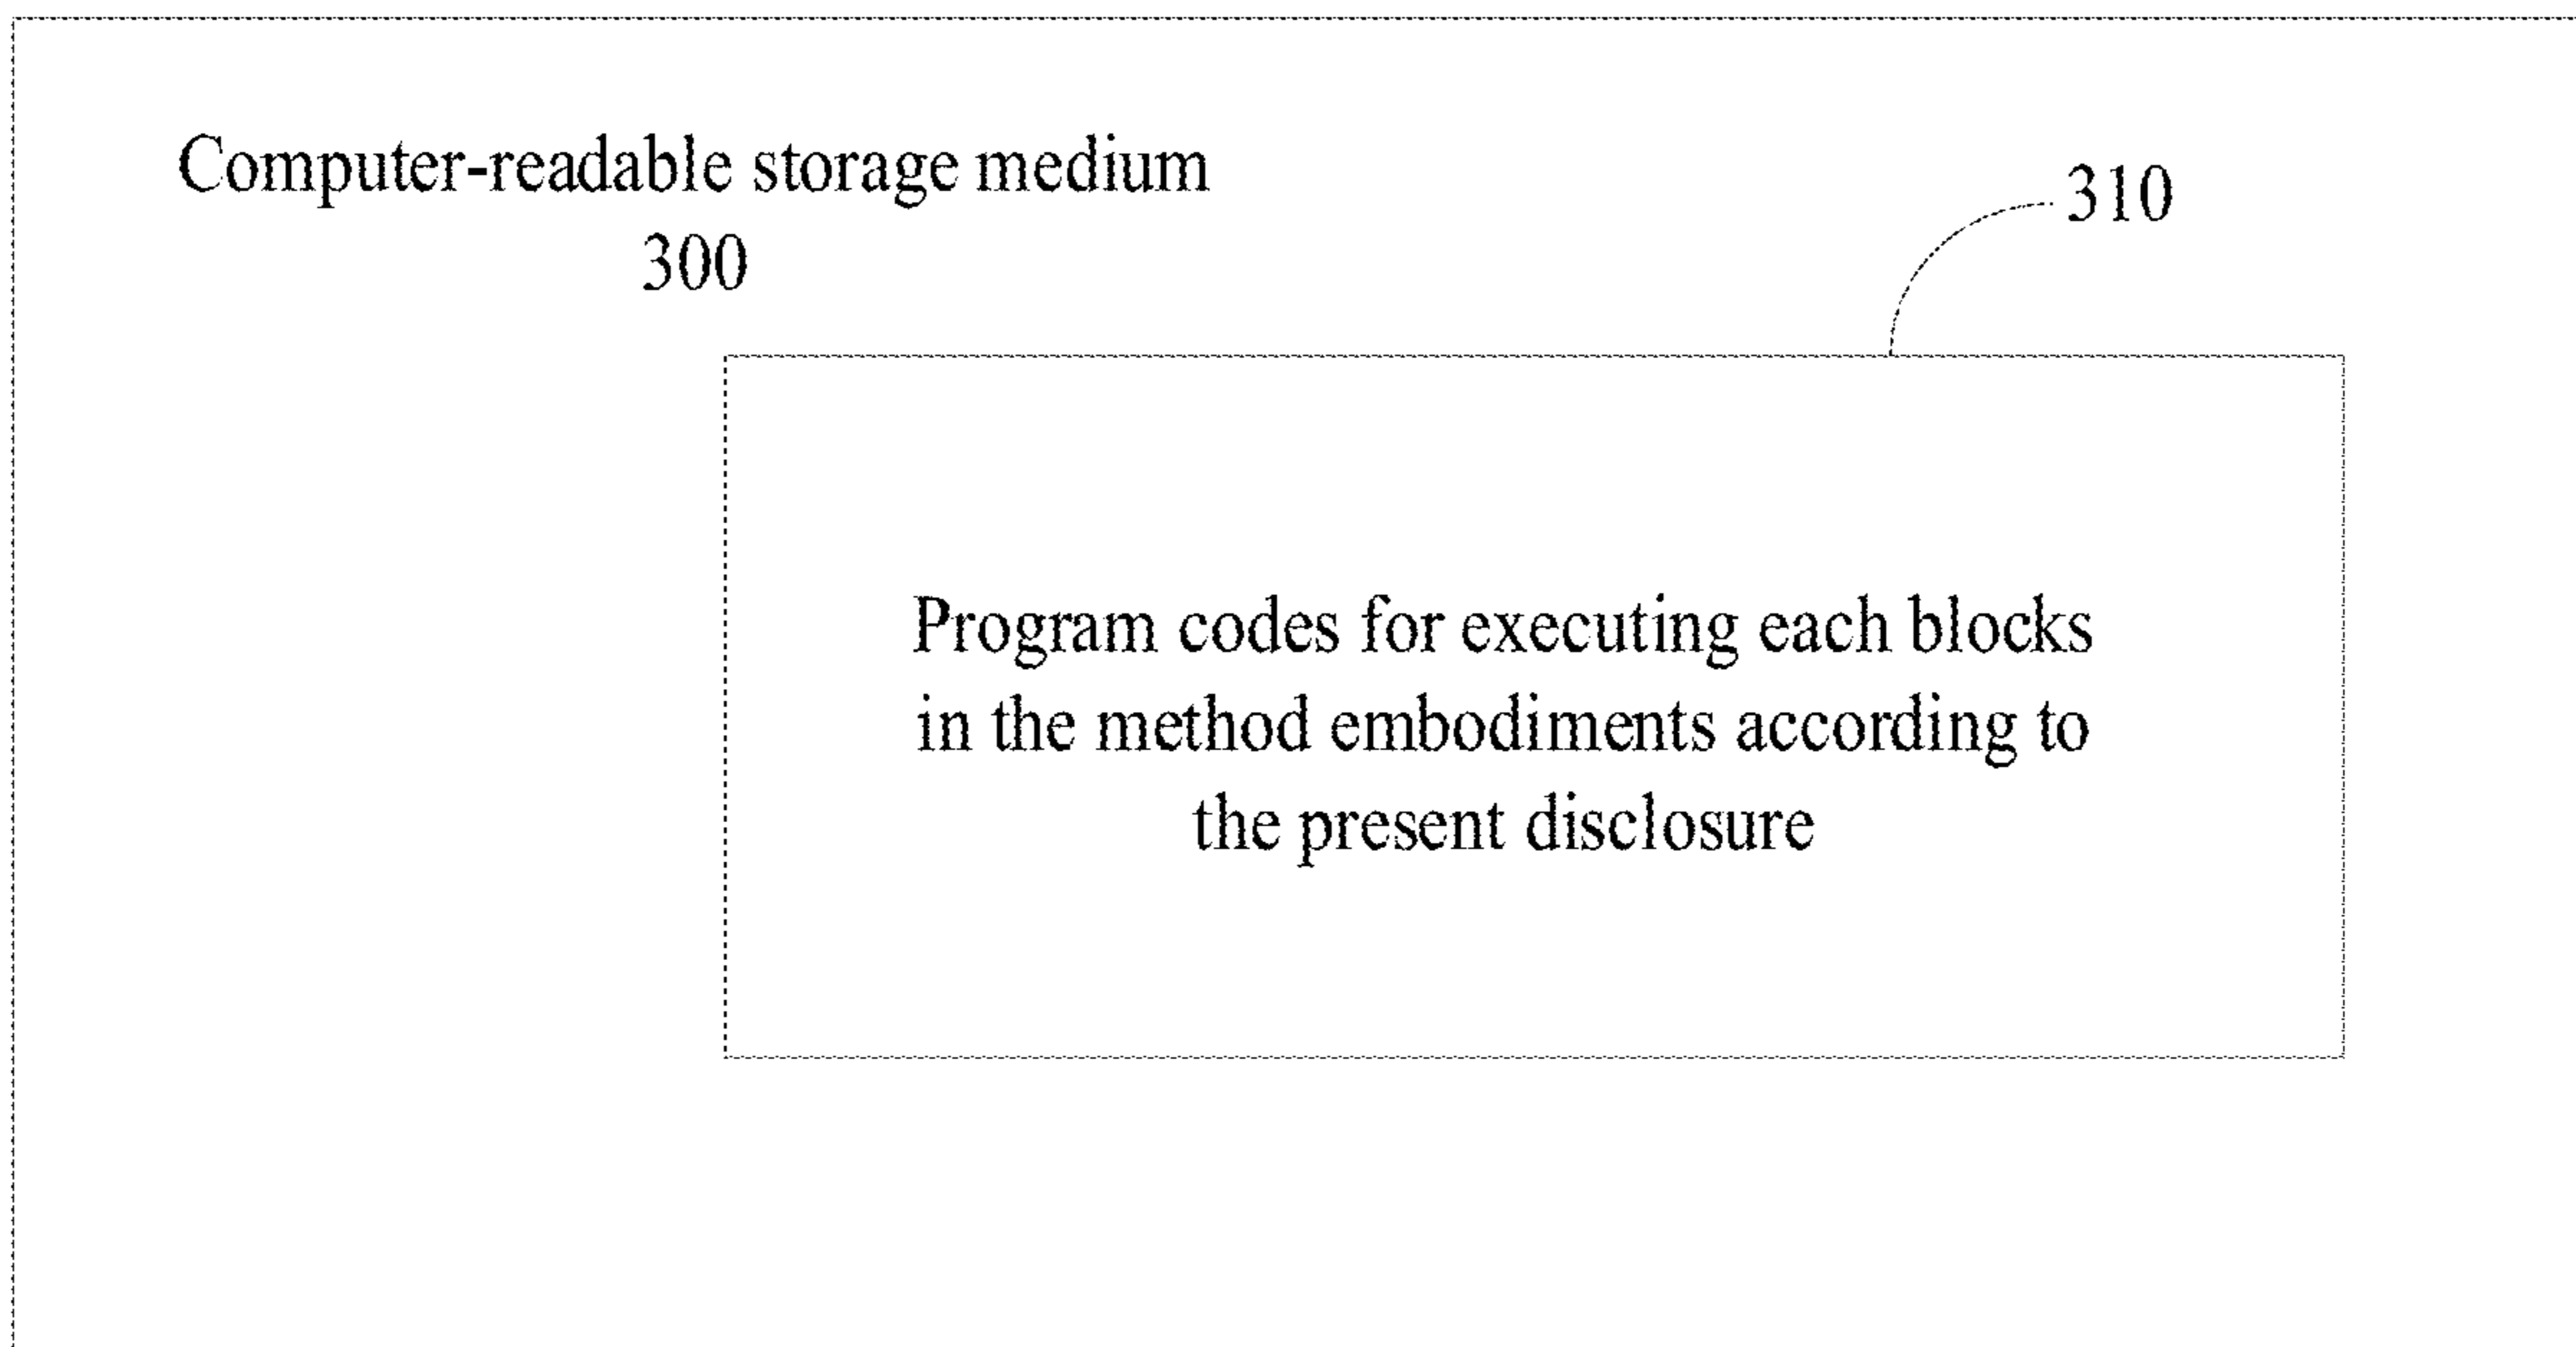 Computer-readable storage medium
300
310
Program codes for executing each blocks
in the method embodiments according to
the present disclosure